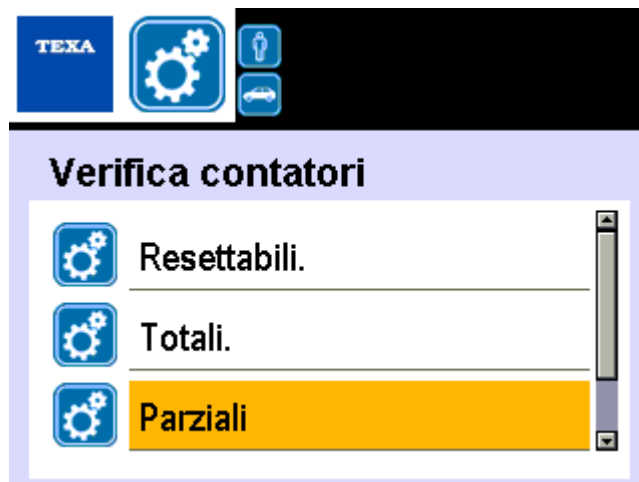 TEXA
Verifica contatori
Resettabili.
Totali.
Parziali